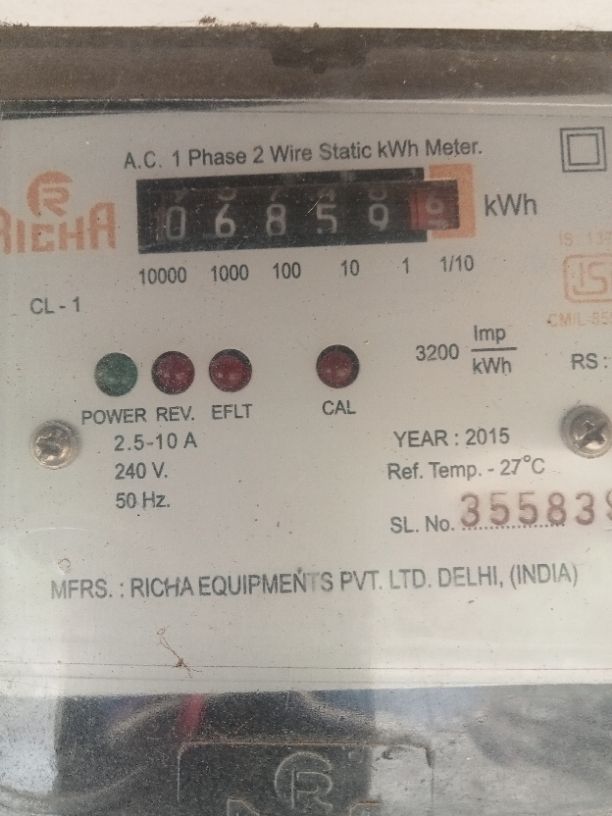 A.C. 1 Phase 2 Wire Static kWh Meter.
RICHA
06859 6 kWh
10000 1000 100 10 1 1/10
CL - 1
3200 Imp/kWh
RS :
POWER REV. EFLT CAL
2.5-10 A
240 V.
50 Hz.
YEAR : 2015
Ref. Temp. - 27°C
SL. No. 355839
MFRS. : RICHA EQUIPMENTS PVT. LTD. DELHI, (INDIA)
R